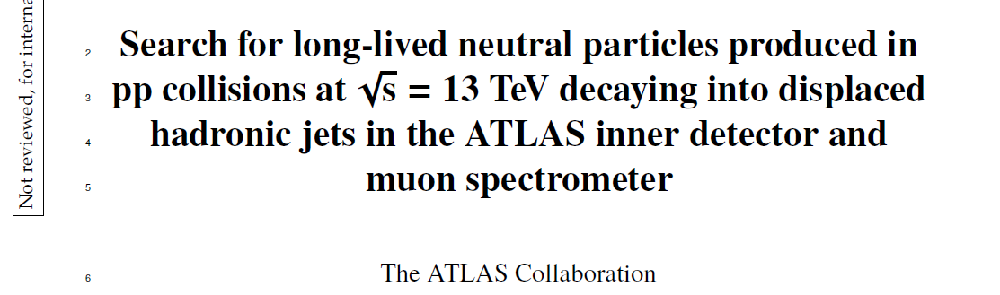 Not reviewed, for interna
2 Search for long-lived neutral particles produced in
3 pp collisions at √s = 13 TeV decaying into displaced
4 hadronic jets in the ATLAS inner detector and
5 muon spectrometer
6 The ATLAS Collaboration